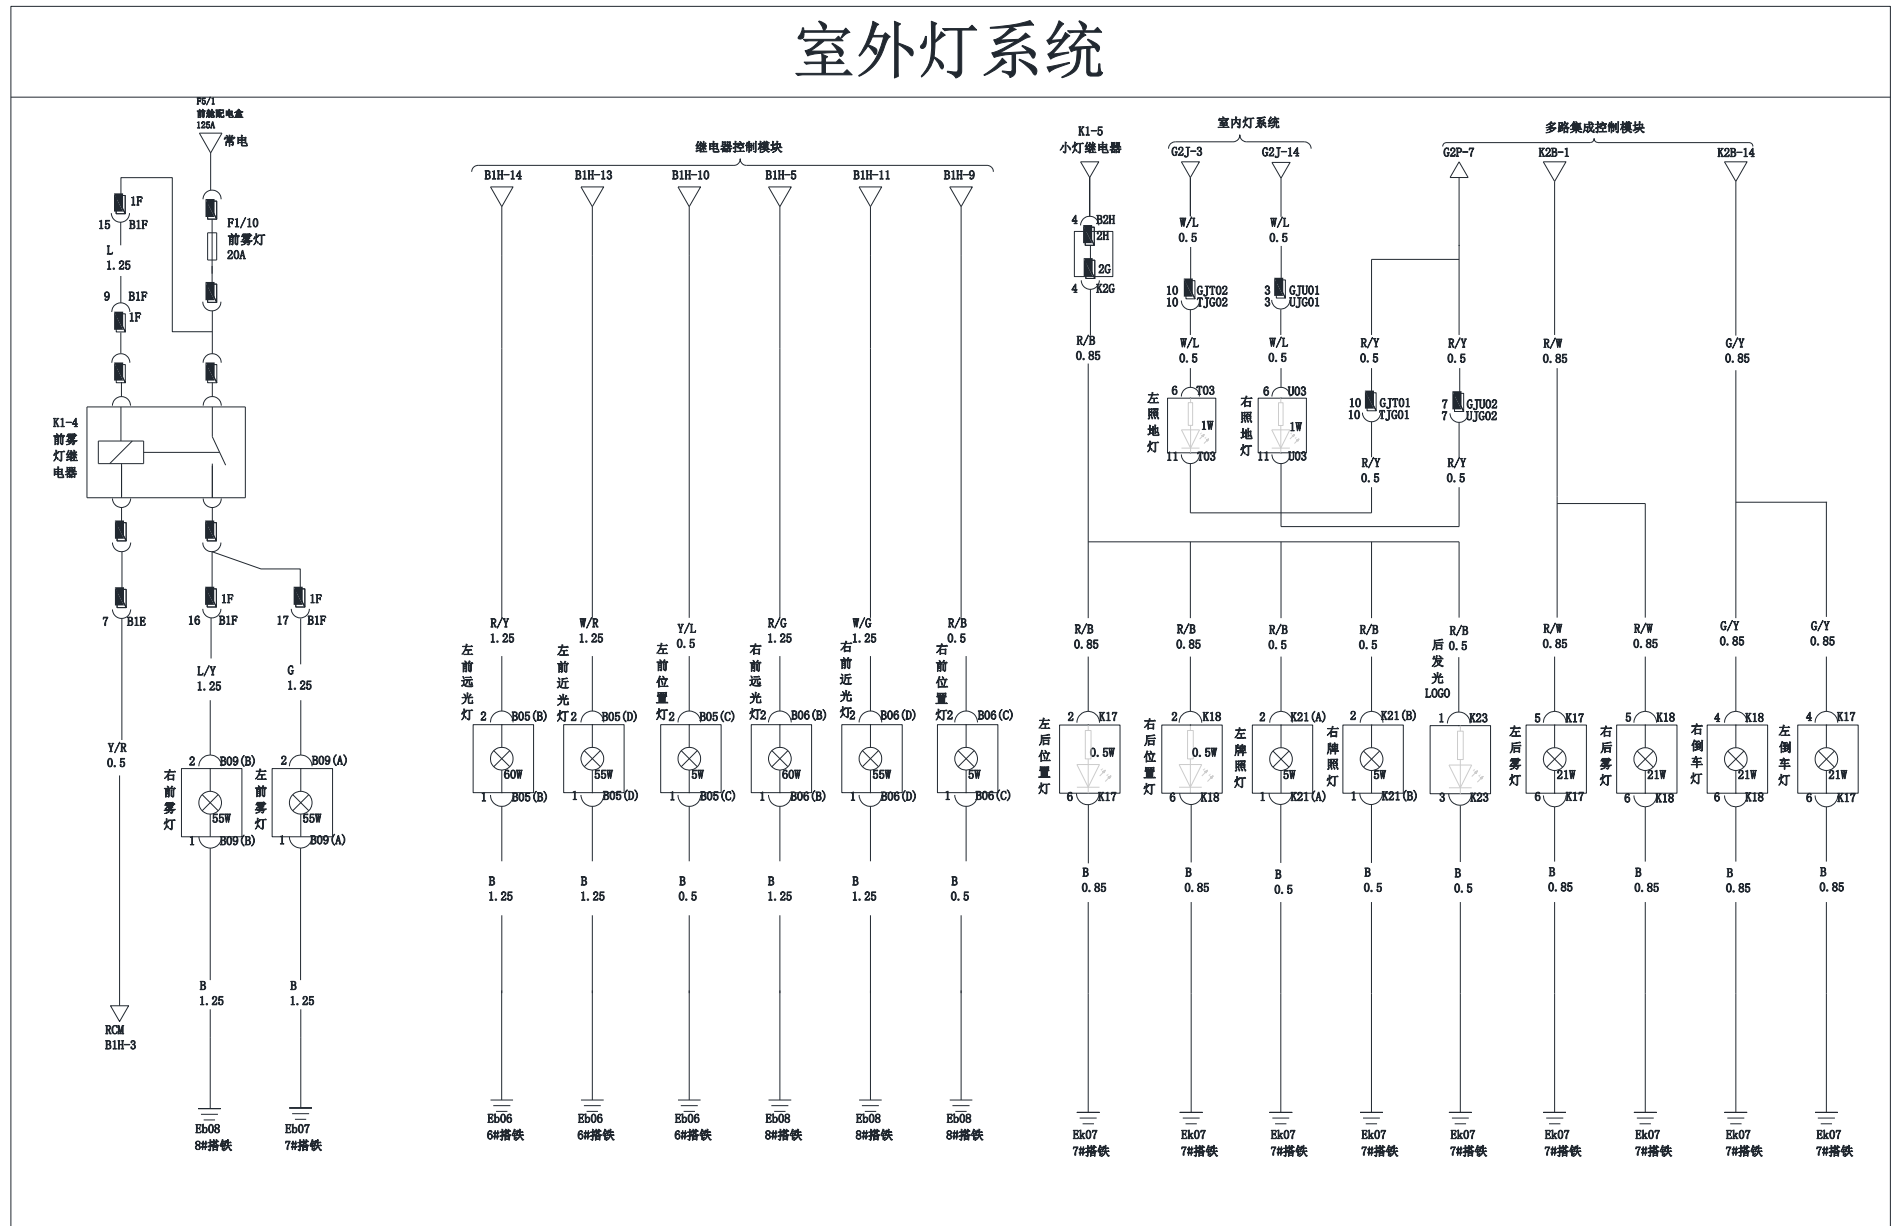 室外灯系统
F5/1
前舱配电盒
125A
常电
1F
15 B1F
L
1.25
9 B1F
1F
F1/10
前雾灯
20A
K1-4
前雾
灯继
电器
7 B1E
1F
16 B1F
1F
17 B1F
L/Y
1.25
G
1.25
Y/R
0.5
右前雾灯
2 B09(B)
55W
1 B09(B)
左前雾灯
2 B09(A)
55W
1 B09(A)
B
1.25
B
1.25
RCM
B1H-3
Eb08
8#搭铁
Eb07
7#搭铁
继电器控制模块
B1H-14
B1H-13
B1H-10
B1H-5
B1H-11
B1H-9
R/Y
1.25
W/R
1.25
Y/L
0.5
R/G
1.25
W/G
1.25
R/B
0.5
左前远光灯
2 B05(B)
60W
1 B05(B)
左前近光灯
2 B05(D)
55W
1 B05(D)
左前位置灯
2 B05(C)
5W
1 B05(C)
右前远光灯
2 B06(B)
60W
1 B06(B)
右前近光灯
2 B06(D)
55W
1 B06(D)
右前位置灯
2 B06(C)
5W
1 B06(C)
B
1.25
B
1.25
B
0.5
B
1.25
B
1.25
B
0.5
Eb06
6#搭铁
Eb06
6#搭铁
Eb06
6#搭铁
Eb08
8#搭铁
Eb08
8#搭铁
Eb08
8#搭铁
K1-5
小灯继电器
4 B2H
2H
2G
4 K2G
R/B
0.85
室内灯系统
G2J-3
G2J-14
W/L
0.5
W/L
0.5
10 GJT02
10 TJG02
3 GJU01
3 UJG01
W/L
0.5
W/L
0.5
左照地灯
6 T03
1W
11 T03
右照地灯
6 U03
1W
11 U03
多路集成控制模块
G2P-7
K2B-1
K2B-14
R/Y
0.5
R/Y
0.5
R/W
0.85
G/Y
0.85
10 GJT01
10 TJG01
7 GJU02
7 UJG02
R/Y
0.5
R/Y
0.5
R/B
0.85
R/B
0.85
R/B
0.5
R/B
0.5
R/B
0.5
R/W
0.85
R/W
0.85
G/Y
0.85
G/Y
0.85
左后位置灯
2 K17
0.5W
6 K17
右后位置灯
2 K18
0.5W
6 K18
左牌照灯
2 K21(A)
5W
1 K21(A)
右牌照灯
2 K21(B)
5W
1 K21(B)
后发光
LOGO
1 K23
3 K23
左后雾灯
5 K17
21W
6 K17
右后雾灯
5 K18
21W
6 K18
右倒车灯
4 K18
21W
6 K18
左倒车灯
4 K17
21W
6 K17
B
0.85
B
0.85
B
0.5
B
0.5
B
0.5
B
0.85
B
0.85
B
0.85
B
0.85
Ek07
7#搭铁
Ek07
7#搭铁
Ek07
7#搭铁
Ek07
7#搭铁
Ek07
7#搭铁
Ek07
7#搭铁
Ek07
7#搭铁
Ek07
7#搭铁
Ek07
7#搭铁